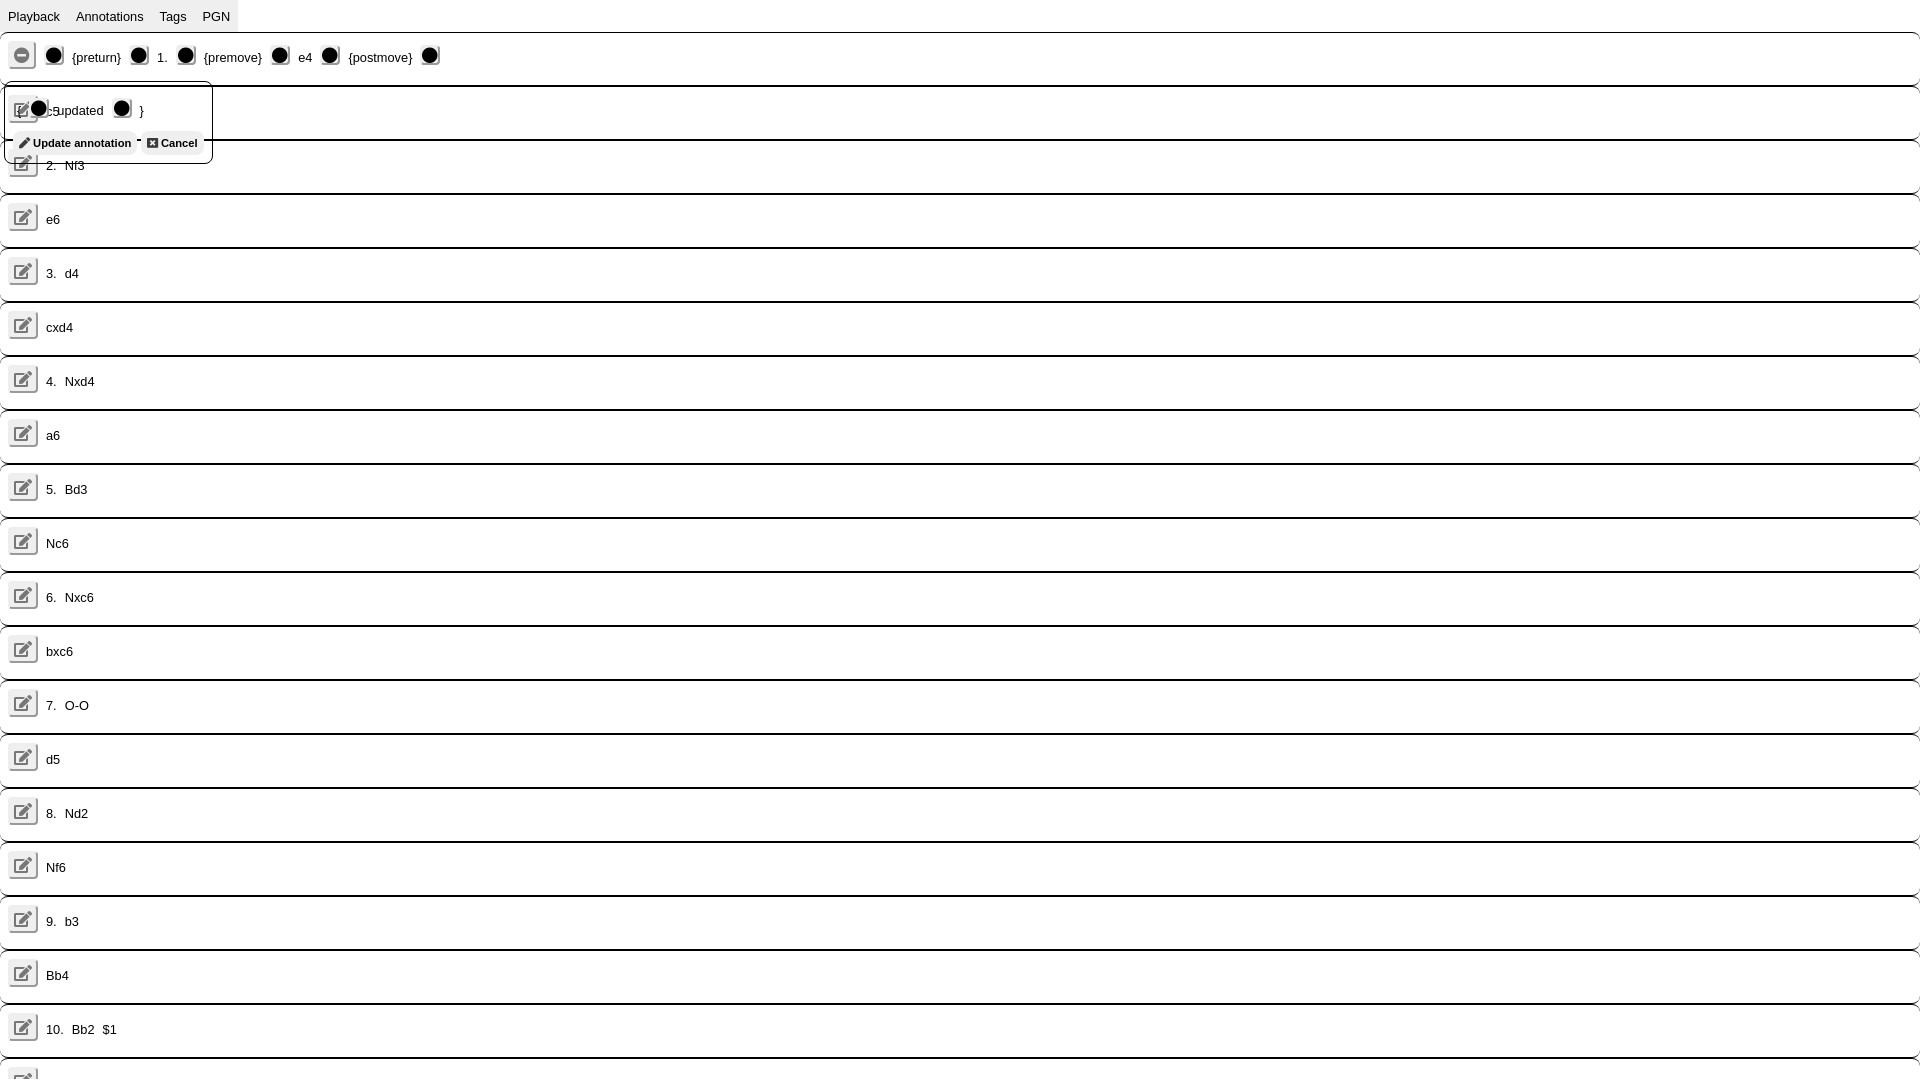 Playback Annotations Tags PGN
{preturn} 1. {premove} e4 {postmove}
c5
{ updated }
Update annotation Cancel
2. Nf3
e6
3. d4
cxd4
4. Nxd4
a6
5. Bd3
Nc6
6. Nxc6
bxc6
7. O-O
d5
8. Nd2
Nf6
9. b3
Bb4
10. Bb2 $1